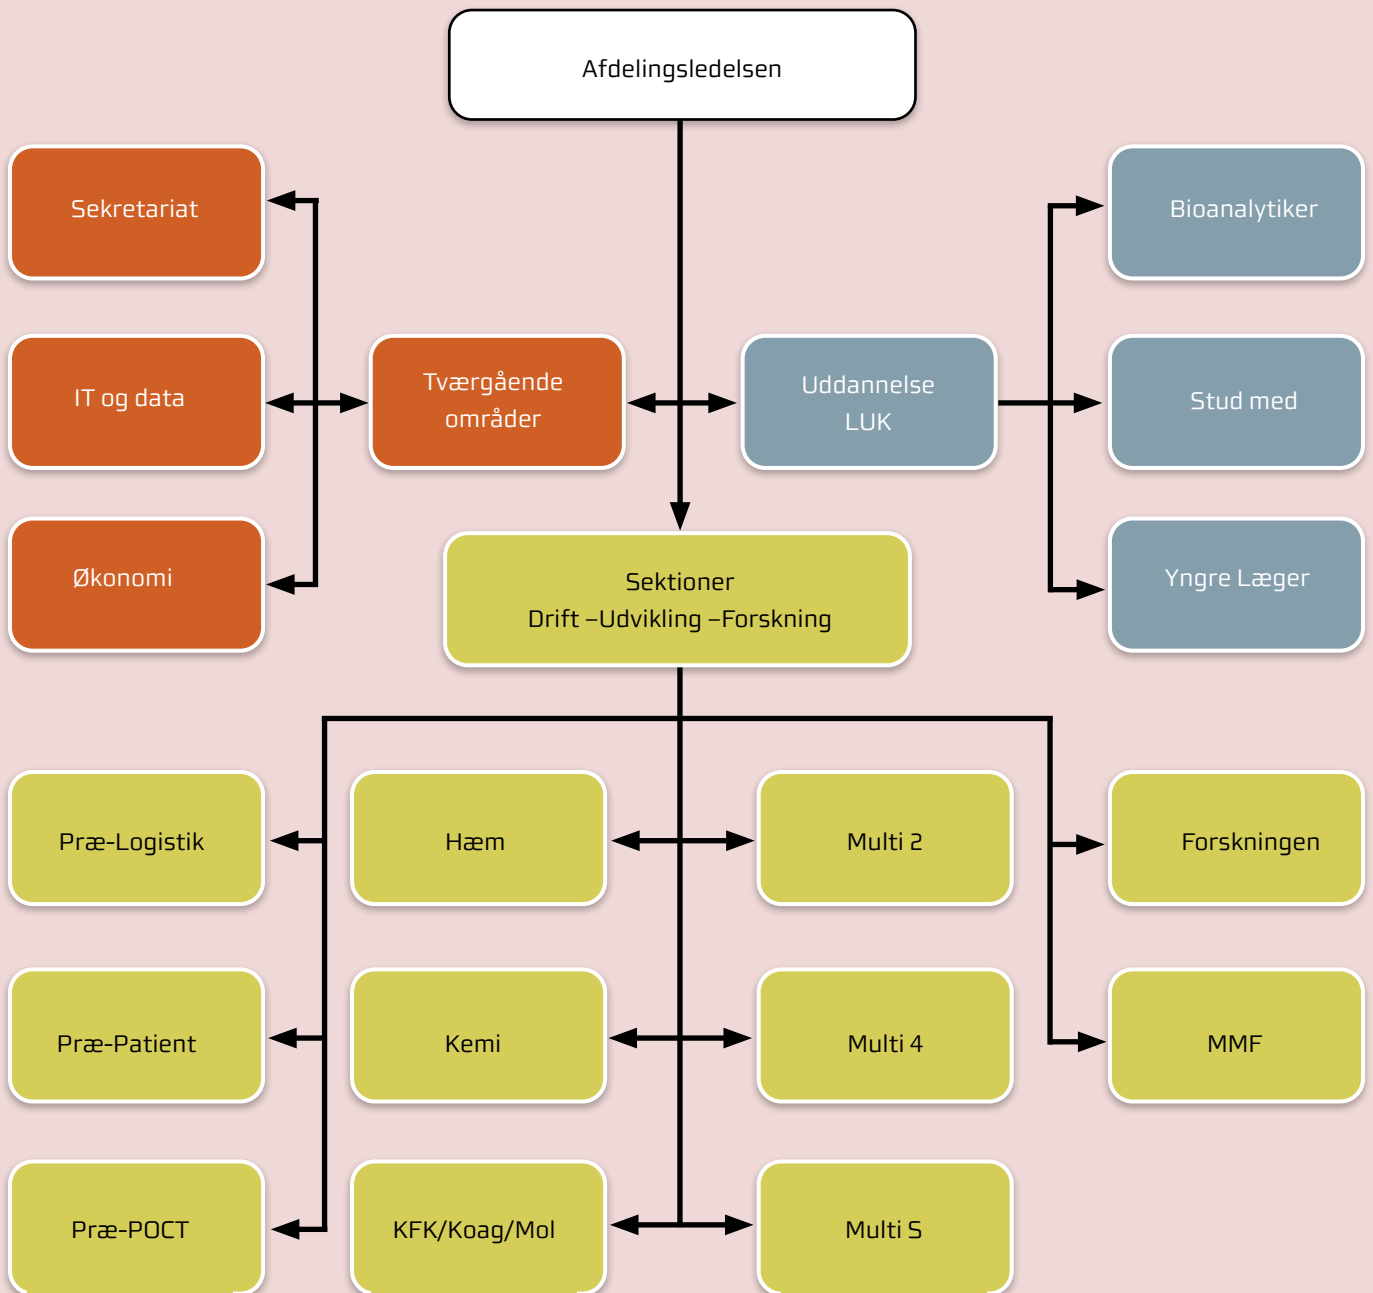 Afdelingsledelsen
Sekretariat
Bioanalytiker
IT og data
Tværgående
områder
Uddannelse
LUK
Stud med
Økonomi
Sektioner
Drift –Udvikling –Forskning
Yngre Læger
Præ-Logistik
Hæm
Multi 2
Forskningen
Præ-Patient
Kemi
Multi 4
MMF
Præ-POCT
KFK/Koag/Mol
Multi S